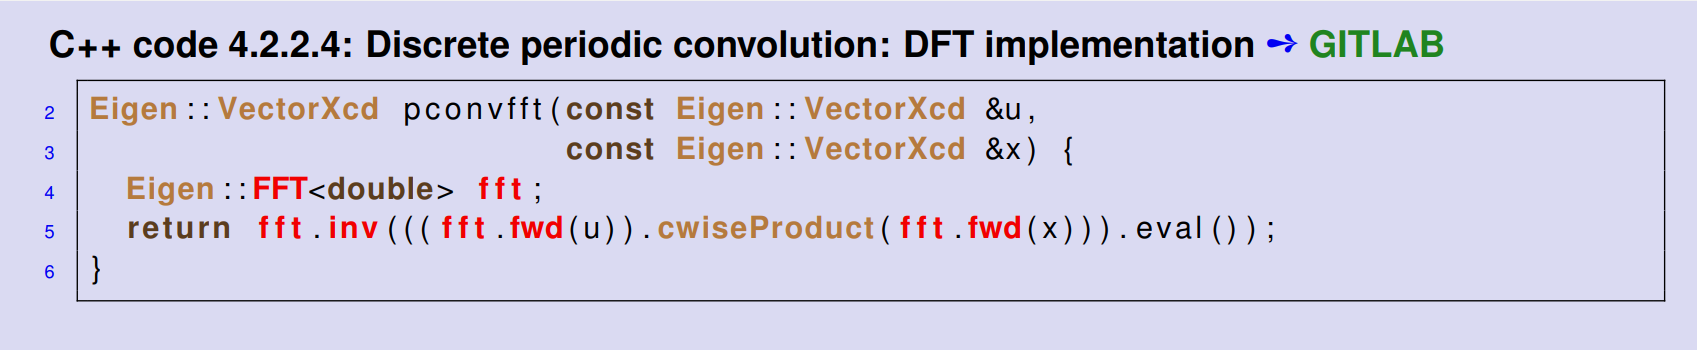 C++ code 4.2.2.4: Discrete periodic convolution: DFT implementation ➺ GITLAB
2 Eigen::VectorXcd pconvfft(const Eigen::VectorXcd &u,
3 const Eigen::VectorXcd &x) {
4 Eigen::FFT<double> fft;
5 return fft.inv(((fft.fwd(u)).cwiseProduct(fft.fwd(x))).eval());
6 }